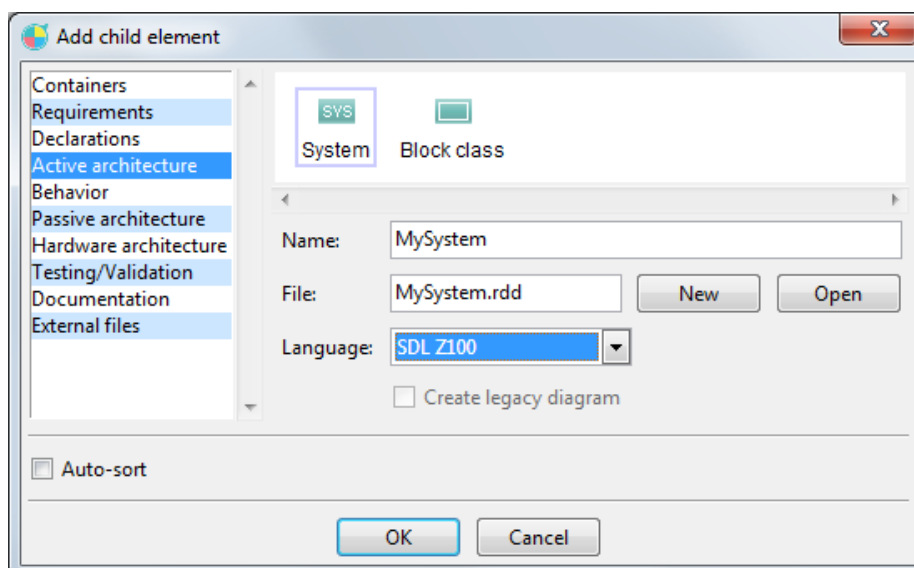 Add child element
X
Containers
Requirements
Declarations
Active architecture
Behavior
Passive architecture
Hardware architecture
Testing/Validation
Documentation
External files
SYS
System Block class
Name: MySystem
File: MySystem.rdd New Open
Language: SDL Z100
Create legacy diagram
Auto-sort
OK Cancel